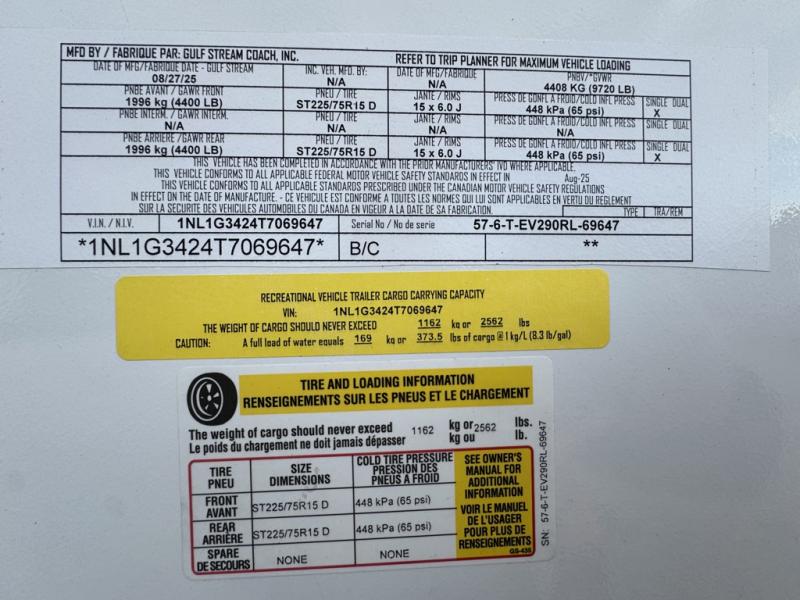 MFD BY / FABRIQUE PAR: GULF STREAM COACH, INC. REFER TO TRIP PLANNER FOR MAXIMUM VEHICLE LOADING
DATE OF MFG/FABRIQUE DATE - GULF STREAM INC. VEH. MFD. BY: DATE OF MFG/FABRIQUE PNBV/*GVWR
08/27/25 N/A N/A 4408 KG (9720 LB)
PNBE AVANT / GAWR FRONT PNEU / TIRE JANTE / RIMS PRESS DE GONFL A FROID/COLD INFL PRESS SINGLE DUAL
1996 kg (4400 LB) ST225/75R15 D 15 x 6.0 J 448 kPa (65 psi) X
PNBE INTERM. / GAWR INTERM. PNEU / TIRE JANTE / RIMS PRESS DE GONFL A FROID/COLD INFL PRESS SINGLE DUAL
N/A N/A N/A N/A
PNBE ARRIERE /GAWR REAR PNEU / TIRE JANTE / RIMS PRESS DE GONFL A FROID/COLD INFL PRESS SINGLE DUAL
1996 kg (4400 LB) ST225/75R15 D 15 x 6.0 J 448 kPa (65 psi) X
THIS VEHICLE HAS BEEN COMPLETED IN ACCORDANCE WITH THE PRIOR MANUFACTURERS' IVD WHERE APPLICABLE.
THIS VEHICLE CONFORMS TO ALL APPLICABLE FEDERAL MOTOR VEHICLE SAFETY STANDARDS IN EFFECT IN Aug-25
THIS VEHICLE CONFORMS TO ALL APPLICABLE STANDARDS PRESCRIBED UNDER THE CANADIAN MOTOR VEHICLE SAFETY REGULATIONS
IN EFFECT ON THE DATE OF MANUFACTURE. - CE VEHICULE EST CONFORME A TOUTES LES NORMES QUI LUI SONT APPLICABLES EN VERTU DU REGLEMENT
SUR LA SECURITE DES VEHICULES AUTOMOBILES DU CANADA EN VIGEUR A LA DATE DE SA FABRICATION. TYPE TRA/REM
V.I.N. / N.I.V. 1NL1G3424T7069647 Serial No / No de serie 57-6-T-EV290RL-69647
*1NL1G3424T7069647* B/C **
RECREATIONAL VEHICLE TRAILER CARGO CARRYING CAPACITY
VIN: 1NL1G3424T7069647
THE WEIGHT OF CARGO SHOULD NEVER EXCEED 1162 kg or 2562 lbs
CAUTION: A full load of water equals 169 kg or 373.5 lbs of cargo @ 1 kg/L (8.3 lb/gal)
TIRE AND LOADING INFORMATION
RENSEIGNEMENTS SUR LES PNEUS ET LE CHARGEMENT
The weight of cargo should never exceed 1162 kg or 2562 lbs.
Le poids du chargement ne doit jamais dépasser kg ou lb.
TIRE PNEU
SIZE DIMENSIONS
COLD TIRE PRESSURE
PRESSION DES
PNEUS A FROID
FRONT AVANT ST225/75R15 D 448 kPa (65 psi)
REAR ARRIÈRE ST225/75R15 D 448 kPa (65 psi)
SPARE DE SECOURS NONE NONE
SEE OWNER'S
MANUAL FOR
ADDITIONAL
INFORMATION
VOIR LE MANUEL
DE L'USAGER
POUR PLUS DE
RENSEIGNEMENTS
GS-435
SN: 57-6-T-EV290RL-69647